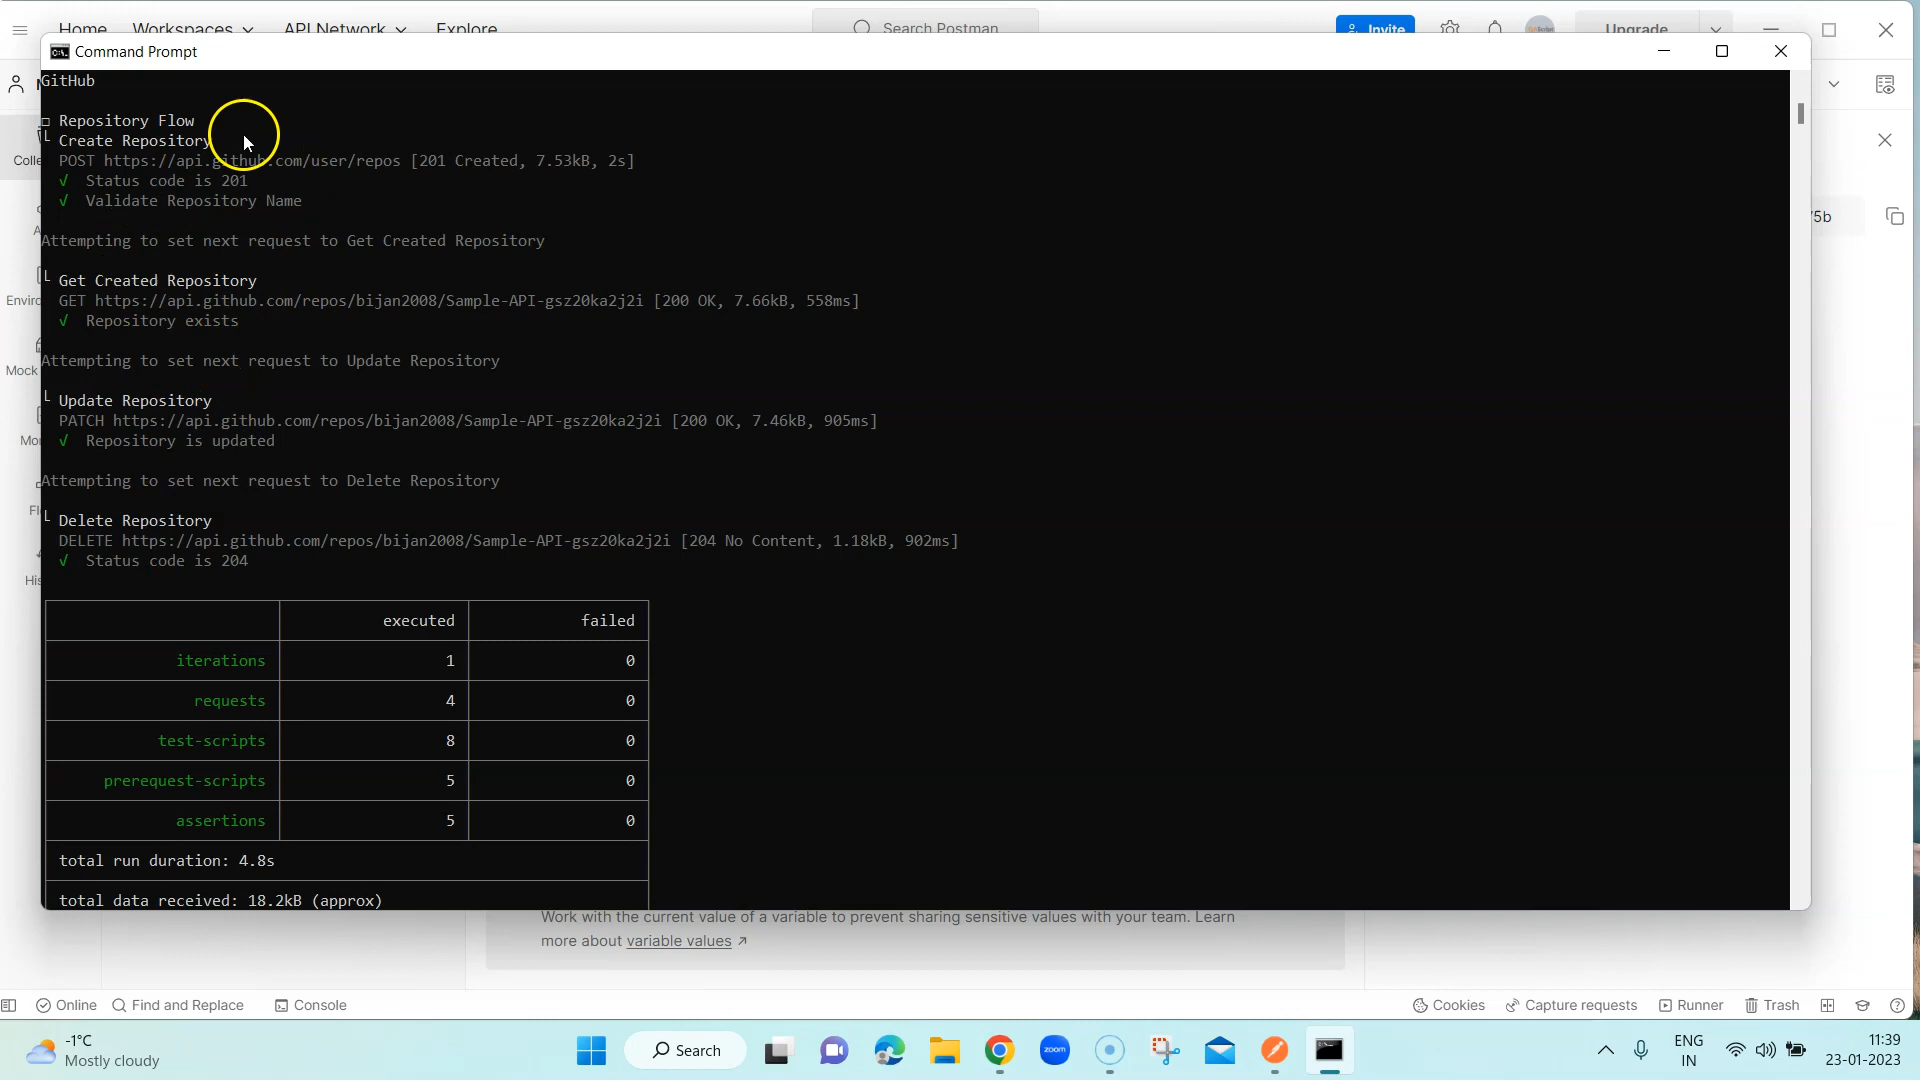 Home Workspaces API Network Explore Search Postman Invite Upgrade
Command Prompt
GitHub
Repository Flow
Create Repository
POST https://api.github.com/user/repos [201 Created, 7.53kB, 2s]
√ Status code is 201
√ Validate Repository Name
Attempting to set next request to Get Created Repository
Get Created Repository
GET https://api.github.com/repos/bijan2008/Sample-API-gsz20ka2j2i [200 OK, 7.66kB, 558ms]
√ Repository exists
Attempting to set next request to Update Repository
Update Repository
PATCH https://api.github.com/repos/bijan2008/Sample-API-gsz20ka2j2i [200 OK, 7.46kB, 905ms]
√ Repository is updated
Attempting to set next request to Delete Repository
Delete Repository
DELETE https://api.github.com/repos/bijan2008/Sample-API-gsz20ka2j2i [204 No Content, 1.18kB, 902ms]
√ Status code is 204
executed failed
iterations 1 0
requests 4 0
test-scripts 8 0
prerequest-scripts 5 0
assertions 5 0
total run duration: 4.8s
total data received: 18.2kB (approx)
Colle
Enviro
Mock
Mo
Fl
His
5b
Work with the current value of a variable to prevent sharing sensitive values with your team. Learn
more about variable values ↗
Online Find and Replace Console Cookies Capture requests Runner Trash
-1°C
Mostly cloudy
Search
zoom
ENG
IN
11:39
23-01-2023